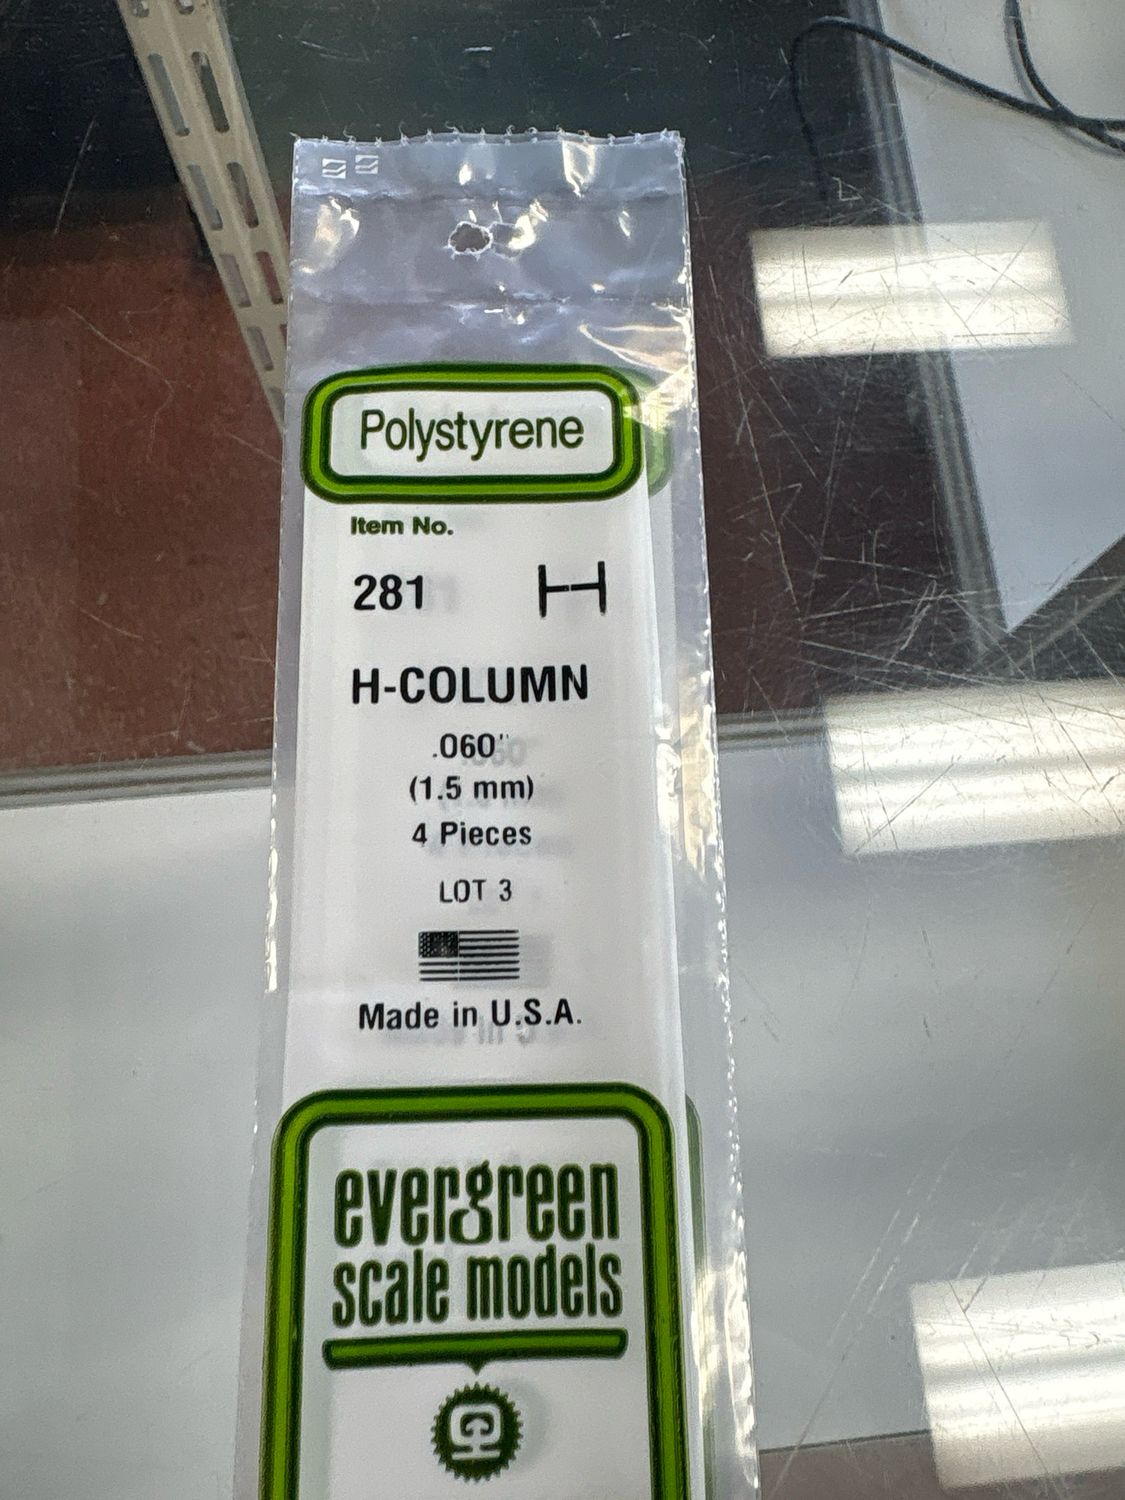 Polystyrene
Item No.
281
H-COLUMN
.060"
(1.5 mm)
4 Pieces
LOT 3
Made in U.S.A.
evergreen
scale models